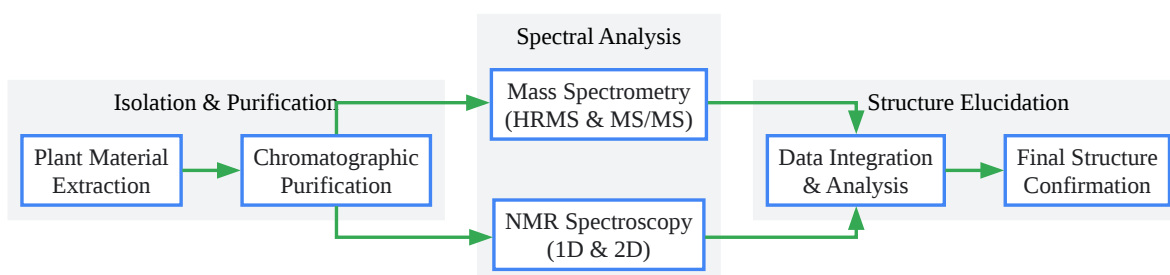 Spectral Analysis
Isolation & Purification
Mass Spectrometry
(HRMS & MS/MS)
Structure Elucidation
Plant Material
Extraction
Chromatographic
Purification
Data Integration
& Analysis
Final Structure
Confirmation
NMR Spectroscopy
(1D & 2D)